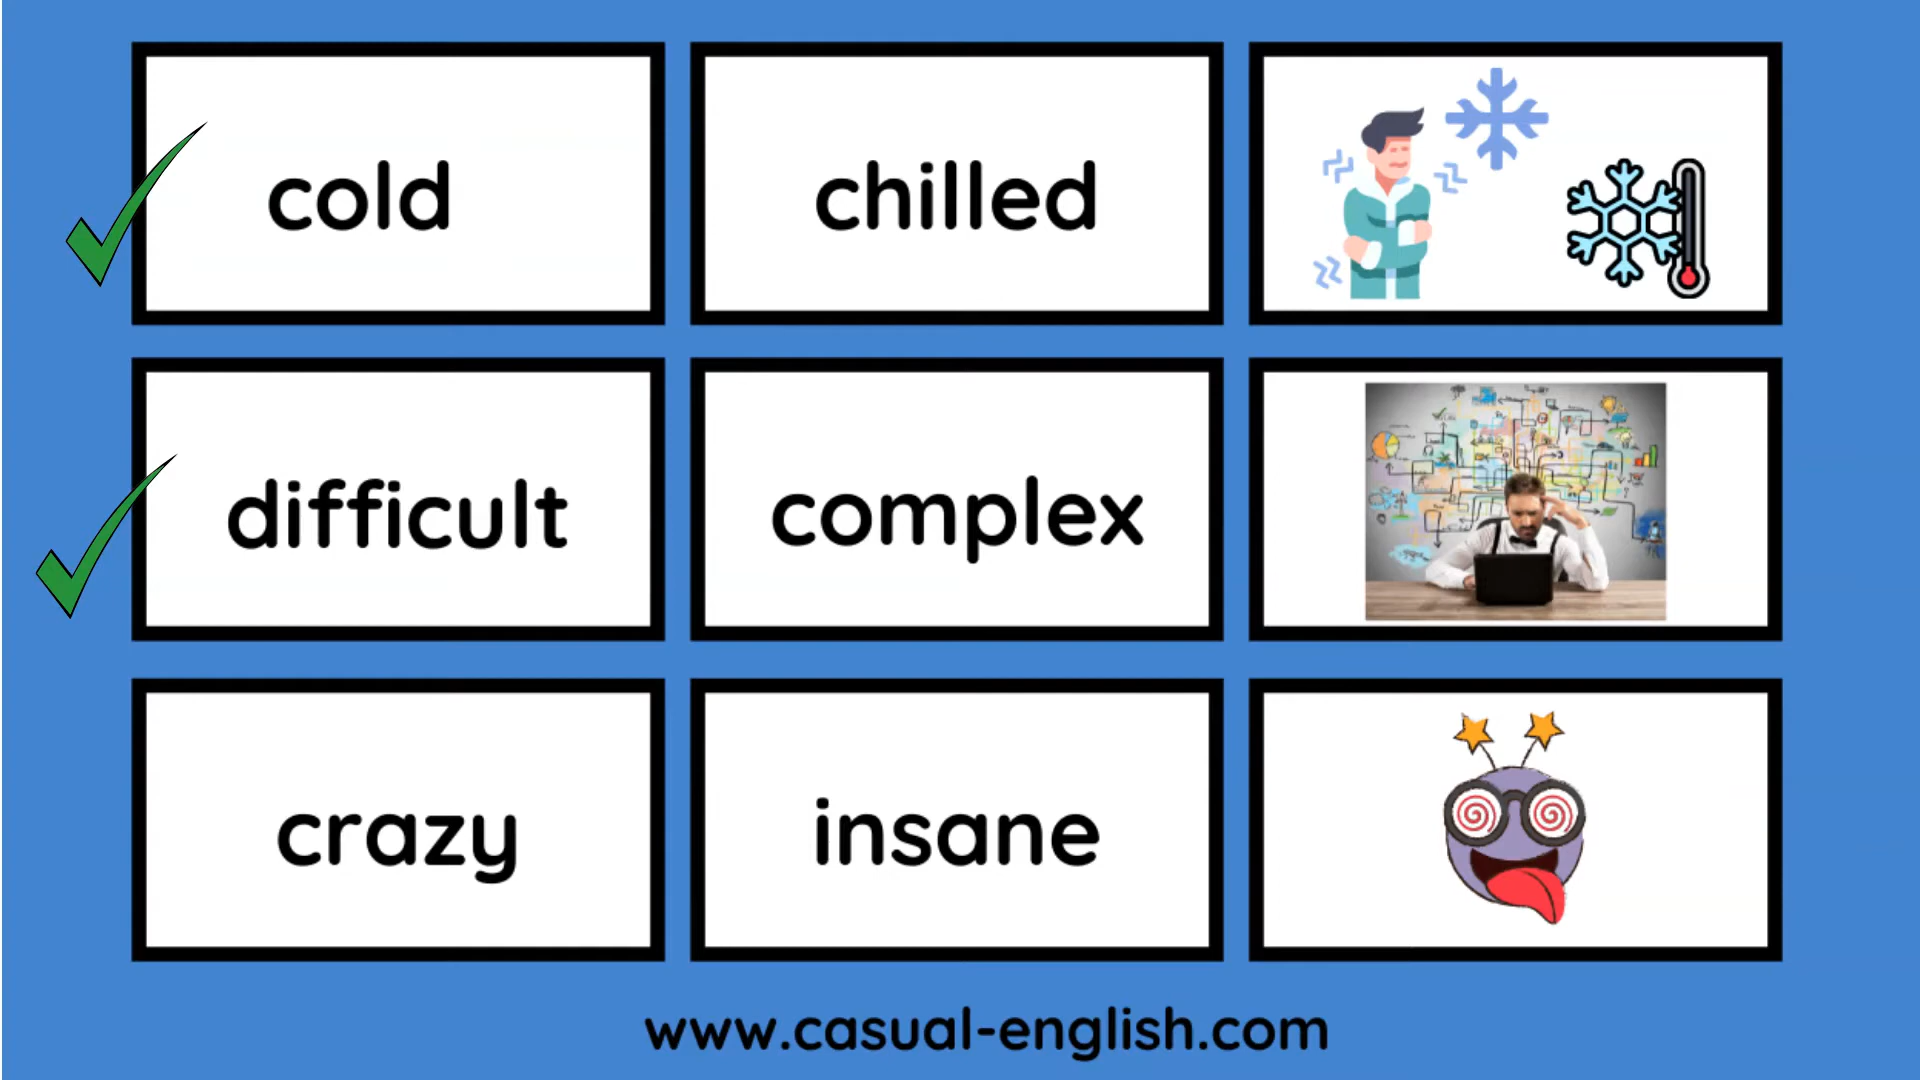 cold
chilled
difficult
complex
crazy
insane
www.casual-english.com